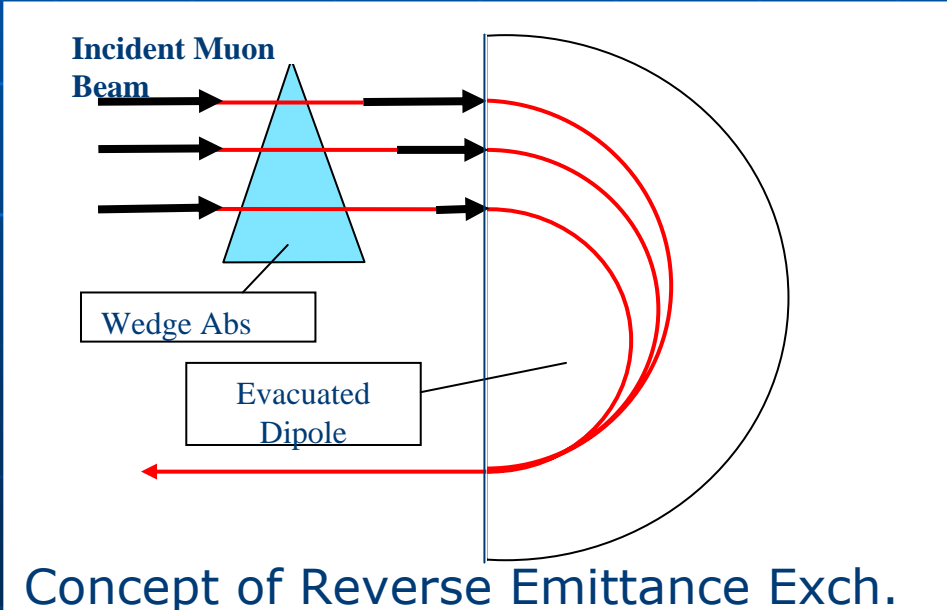 Incident Muon
Beam
Wedge Abs
Evacuated
Dipole
Concept of Reverse Emittance Exch.